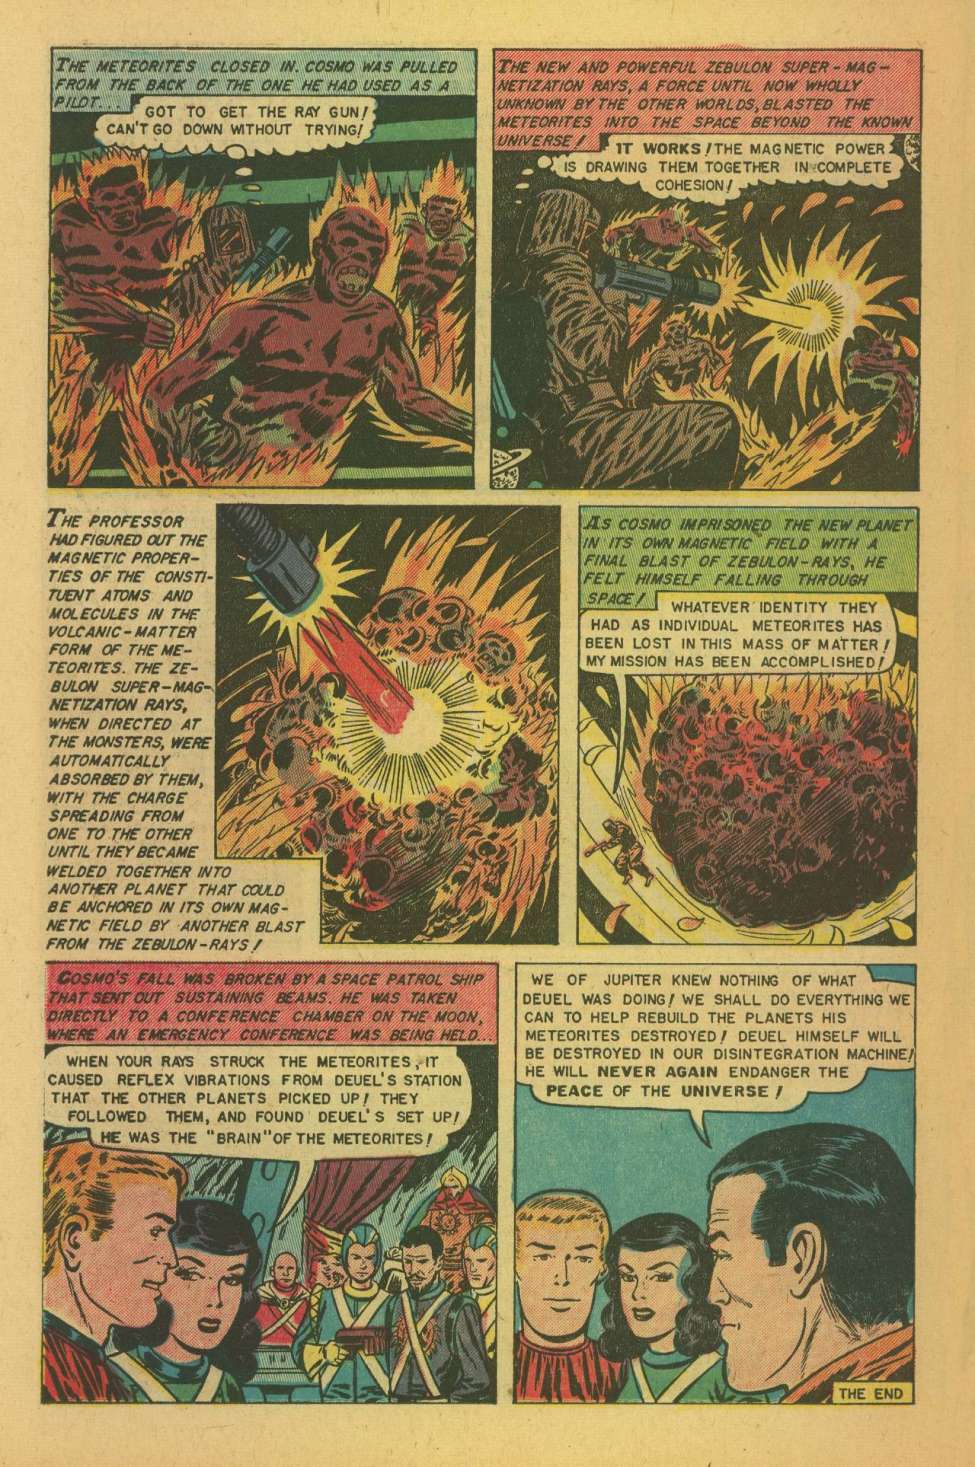 THE METEORITES CLOSED IN. COSMO WAS PULLED
FROM THE BACK OF THE ONE HE HAD USED AS A
PILOT...
GOT TO GET THE RAY GUN!
CAN'T GO DOWN WITHOUT TRYING!
THE NEW AND POWERFUL ZEBULON SUPER-MAG-
NETIZATION RAYS, A FORCE UNTIL NOW WHOLLY
UNKNOWN BY THE OTHER WORLDS, BLASTED THE
METEORITES INTO THE SPACE BEYOND THE KNOWN
UNIVERSE!
IT WORKS! THE MAGNETIC POWER
IS DRAWING THEM TOGETHER IN COMPLETE
COHESION!
THE PROFESSOR
HAD FIGURED OUT THE
MAGNETIC PROPER-
TIES OF THE CONSTI-
TUENT ATOMS AND
MOLECULES IN THE
VOLCANIC-MATTER
FORM OF THE ME-
TEORITES. THE ZE-
BULON SUPER-MAG-
NETIZATION RAYS,
WHEN DIRECTED AT
THE MONSTERS, WERE
AUTOMATICALLY
ABSORBED BY THEM,
WITH THE CHARGE
SPREADING FROM
ONE TO THE OTHER
UNTIL THEY BECAME
WELDED TOGETHER INTO
ANOTHER PLANET THAT COULD
BE ANCHORED IN ITS OWN MAG-
NETIC FIELD BY ANOTHER BLAST
FROM THE ZEBULON-RAYS!
AS COSMO IMPRISONED THE NEW PLANET
IN ITS OWN MAGNETIC FIELD WITH A
FINAL BLAST OF ZEBULON-RAYS, HE
FELT HIMSELF FALLING THROUGH
SPACE!
WHATEVER IDENTITY THEY
HAD AS INDIVIDUAL METEORITES HAS
BEEN LOST IN THIS MASS OF MATTER!
MY MISSION HAS BEEN ACCOMPLISHED!
COSMO'S FALL WAS BROKEN BY A SPACE PATROL SHIP
THAT SENT OUT SUSTAINING BEAMS. HE WAS TAKEN
DIRECTLY TO A CONFERENCE CHAMBER ON THE MOON,
WHERE AN EMERGENCY CONFERENCE WAS BEING HELD...
WHEN YOUR RAYS STRUCK THE METEORITES, IT
CAUSED REFLEX VIBRATIONS FROM DEUEL'S STATION
THAT THE OTHER PLANETS PICKED UP! THEY
FOLLOWED THEM, AND FOUND DEUEL'S SET UP!
HE WAS THE "BRAIN" OF THE METEORITES!
WE OF JUPITER KNEW NOTHING OF WHAT
DEUEL WAS DOING! WE SHALL DO EVERYTHING WE
CAN TO HELP REBUILD THE PLANETS HIS
METEORITES DESTROYED! DEUEL HIMSELF WILL
BE DESTROYED IN OUR DISINTEGRATION MACHINE!
HE WILL NEVER AGAIN ENDANGER THE
PEACE OF THE UNIVERSE!
THE END